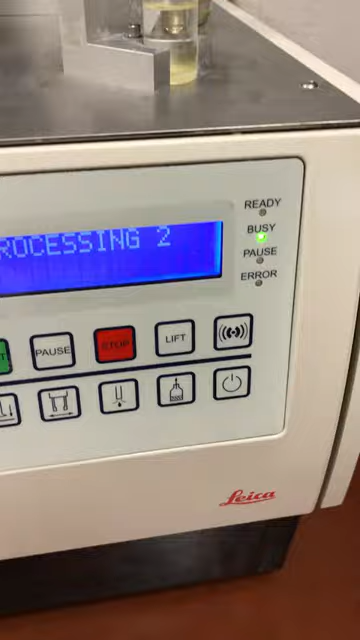 READY
BUSY
PAUSE
ERROR
ROCESSING 2
T
PAUSE
STOP
LIFT
Leica